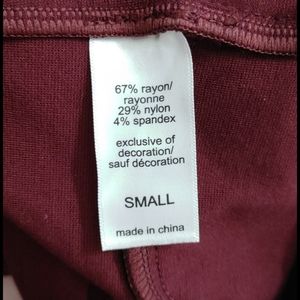 67% rayon/
rayonne
29% nylon
4% spandex
exclusive of
decoration/
sauf décoration
SMALL
made in china